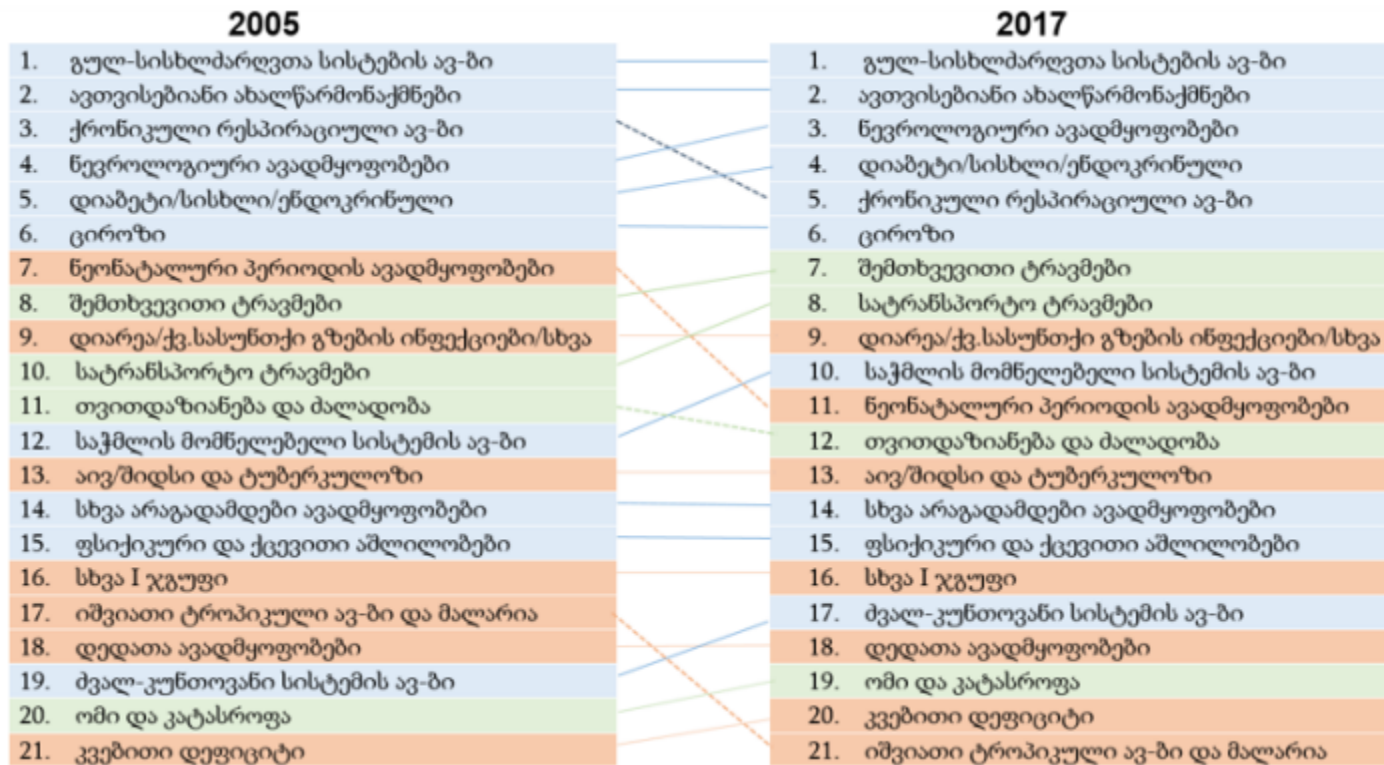 2005
1. გულ-სისხლძარღვთა სისტების ავ-ბი
2. ავთვისებიანი ახალწარმონაქმნები
3. ქრონიკული რესპირაციული ავ-ბი
4. ნევროლოგიური ავადმყოფობები
5. დიაბეტი/სისხლი/ენდოკრინული
6. ციროზი
7. ნეონატალური პერიოდის ავადმყოფობები
8. შემთხვევითი ტრავმები
9. დიარეა/ქვ.სასუნთქი გზების ინფექციები/სხვა
10. სატრანსპორტო ტრავმები
11. თვითდაზიანება და ძალადობა
12. საჭმლის მომნელებელი სისტემის ავ-ბი
13. აივ/შიდსი და ტუბერკულოზი
14. სხვა არაგადამდები ავადმყოფობები
15. ფსიქიკური და ქცევითი აშლილობები
16. სხვა I ჯგუფი
17. იშვიათი ტროპიკული ავ-ბი და მალარია
18. დედათა ავადმყოფობები
19. ძვალ-კუნთოვანი სისტემის ავ-ბი
20. ომი და კატასროფა
21. კვებითი დეფიციტი
2017
1. გულ-სისხლძარღვთა სისტების ავ-ბი
2. ავთვისებიანი ახალწარმონაქმნები
3. ნევროლოგიური ავადმყოფობები
4. დიაბეტი/სისხლი/ენდოკრინული
5. ქრონიკული რესპირაციული ავ-ბი
6. ციროზი
7. შემთხვევითი ტრავმები
8. სატრანსპორტო ტრავმები
9. დიარეა/ქვ.სასუნთქი გზების ინფექციები/სხვა
10. საჭმლის მომნელებელი სისტემის ავ-ბი
11. ნეონატალური პერიოდის ავადმყოფობები
12. თვითდაზიანება და ძალადობა
13. აივ/შიდსი და ტუბერკულოზი
14. სხვა არაგადამდები ავადმყოფობები
15. ფსიქიკური და ქცევითი აშლილობები
16. სხვა I ჯგუფი
17. ძვალ-კუნთოვანი სისტემის ავ-ბი
18. დედათა ავადმყოფობები
19. ომი და კატასროფა
20. კვებითი დეფიციტი
21. იშვიათი ტროპიკული ავ-ბი და მალარია